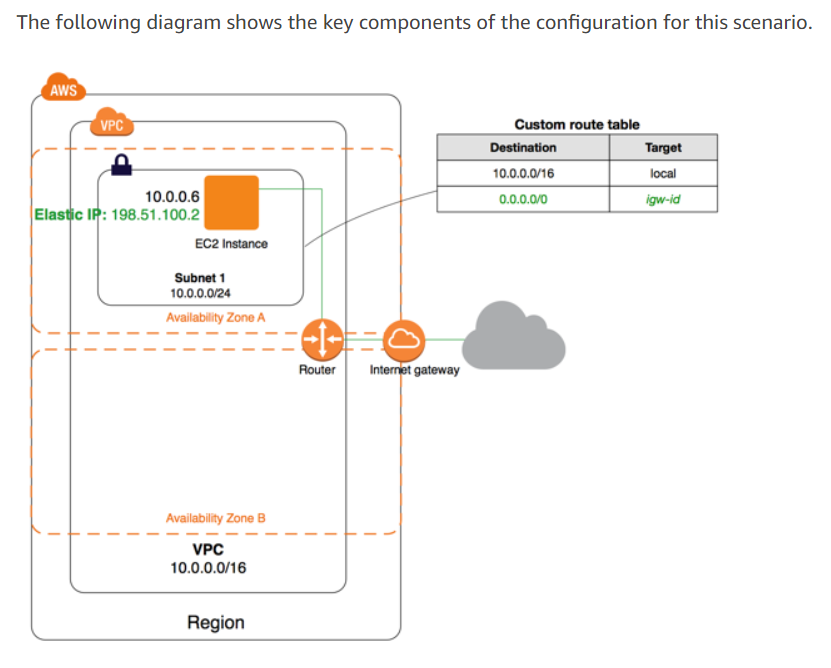 The following diagram shows the key components of the configuration for this scenario.
AWS
VPC
Custom route table
Destination Target
10.0.0.0/16 local
0.0.0.0/0 igw-id
10.0.0.6
Elastic IP: 198.51.100.2
EC2 Instance
Subnet 1
10.0.0.0/24
Availability Zone A
Router
Internet gateway
Availability Zone B
VPC
10.0.0.0/16
Region